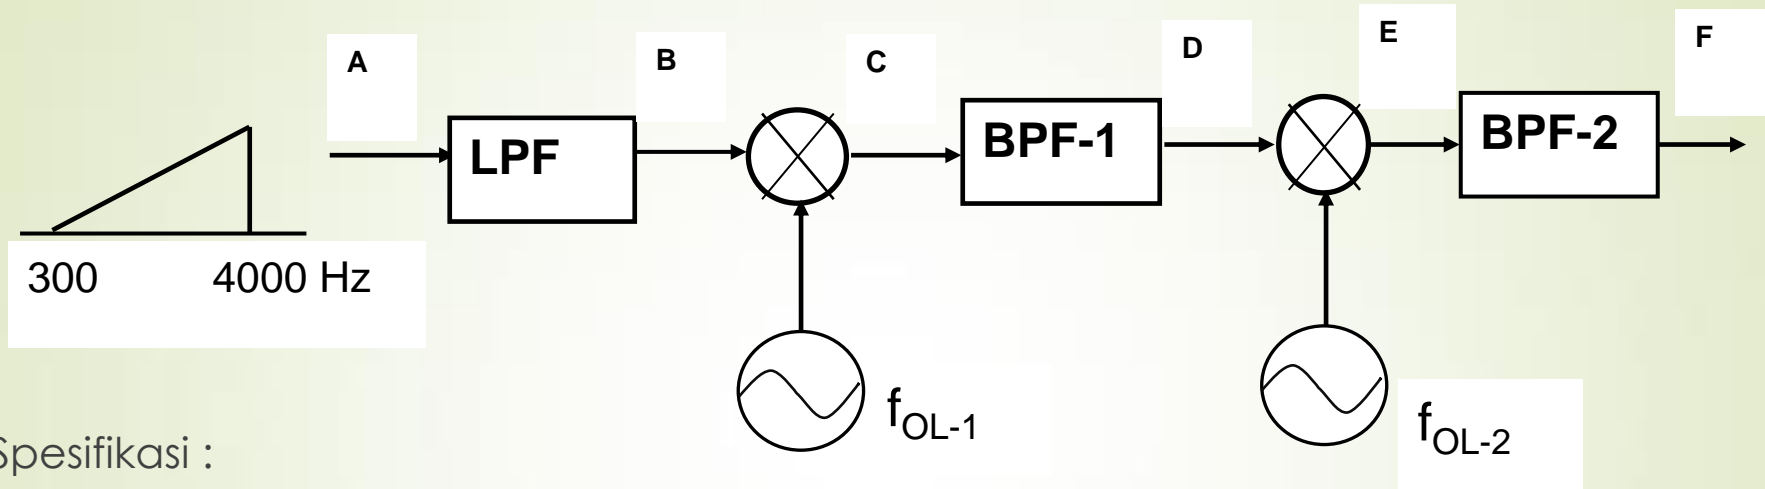 A
B
C
D
E
F
LPF
BPF-1
BPF-2
300 4000 Hz
fOL-1
fOL-2
Spesifikasi :